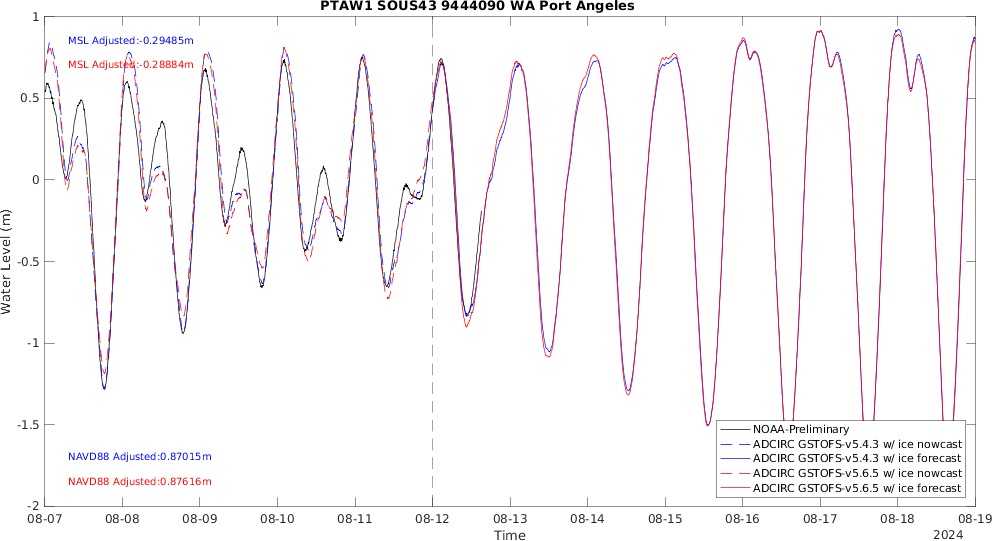 PTAW1 SOUS43 9444090 WA Port Angeles
MSL Adjusted:-0.29485m
MSL Adjusted:-0.28884m
Water Level (m)
1
0.5
0
-0.5
-1
-1.5
-2
NAVD88 Adjusted:0.87015m
NAVD88 Adjusted:0.87616m
NOAA-Preliminary
ADCIRC GSTOFS-v5.4.3 w/ ice nowcast
ADCIRC GSTOFS-v5.4.3 w/ ice forecast
ADCIRC GSTOFS-v5.6.5 w/ ice nowcast
ADCIRC GSTOFS-v5.6.5 w/ ice forecast
08-07 08-08 08-09 08-10 08-11 08-12 08-13 08-14 08-15 08-16 08-17 08-18 08-19
Time
2024